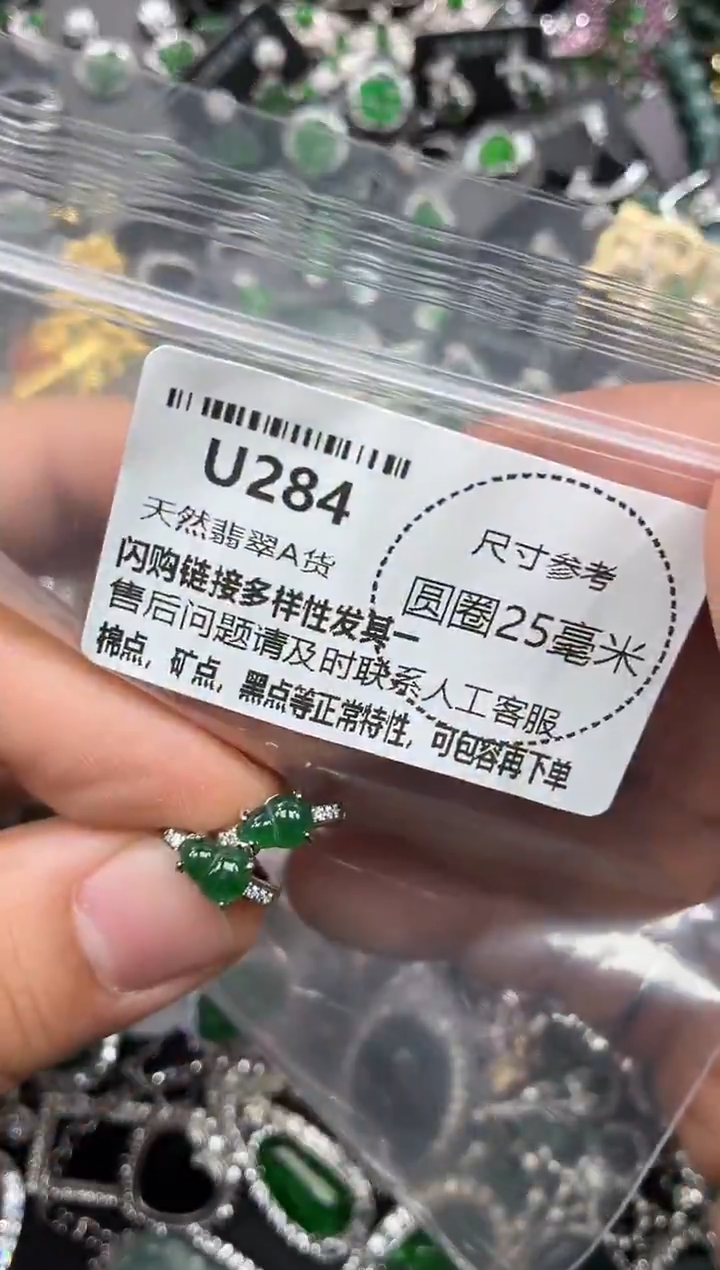 U284
天然翡翠A货
闪购链接多样性发其一
售后问题请及时联系人工客服
棉点，矿点，黑点等正常特性，可包容再下单
尺寸参考
圆圈25毫米